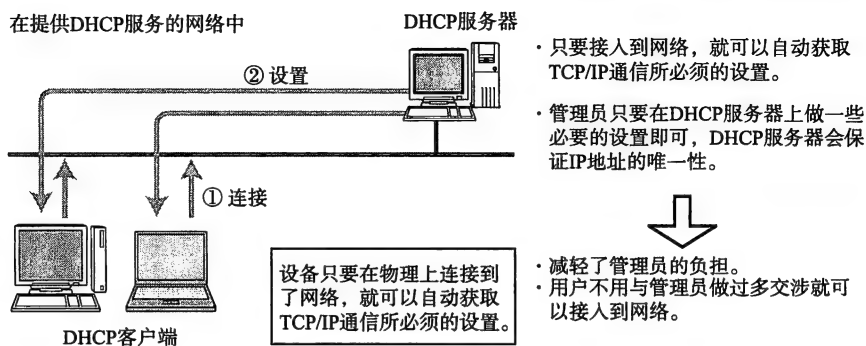 在提供DHCP服务的网络中
DHCP服务器
② 设置
① 连接
DHCP客户端
设备只要在物理上连接到
了网络，就可以自动获取
TCP/IP通信所必须的设置。
· 只要接入到网络，就可以自动获取
TCP/IP通信所必须的设置。
· 管理员只要在DHCP服务器上做一些
必要的设置即可，DHCP服务器会保
证IP地址的唯一性。
· 减轻了管理员的负担。
· 用户不用与管理员做过多交涉就可
以接入到网络。